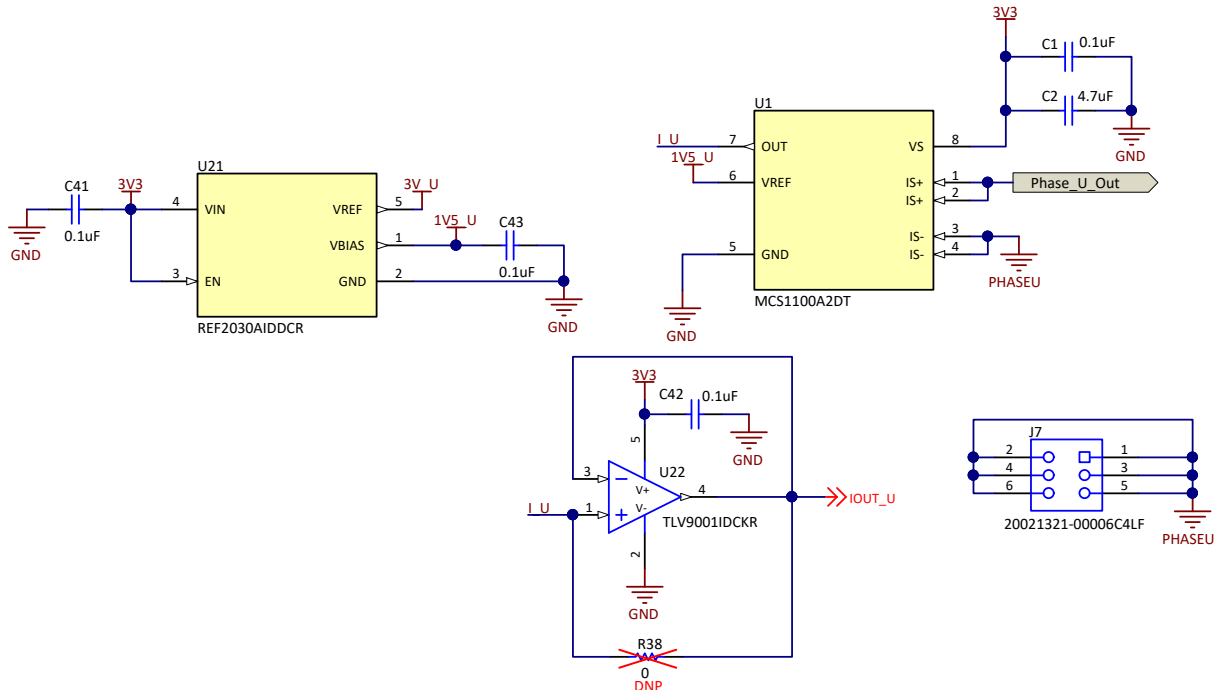 3V3
C1
0.1uF
C2
4.7uF
GND
U1
I_U
7
OUT
VS
8
1V5_U
6
VREF
IS+
1
Phase_U_Out
IS+
2
IS-
3
5
GND
IS-
4
PHASEU
GND
MCS1100A2DT
U21
C41
3V3
3V_U
0.1uF
GND
4
VIN
VREF
5
1V5_U
C43
VBIAS
1
0.1uF
3
EN
GND
2
GND
REF2030AIDDCR
3V3
C42
0.1uF
GND
5
3
U22
V+
4
IOUT_U
I_U
1
V-
TLV9001IDCKR
2
GND
R38
0
DNP
J7
2
1
4
3
6
5
20021321-00006C4LF
PHASEU